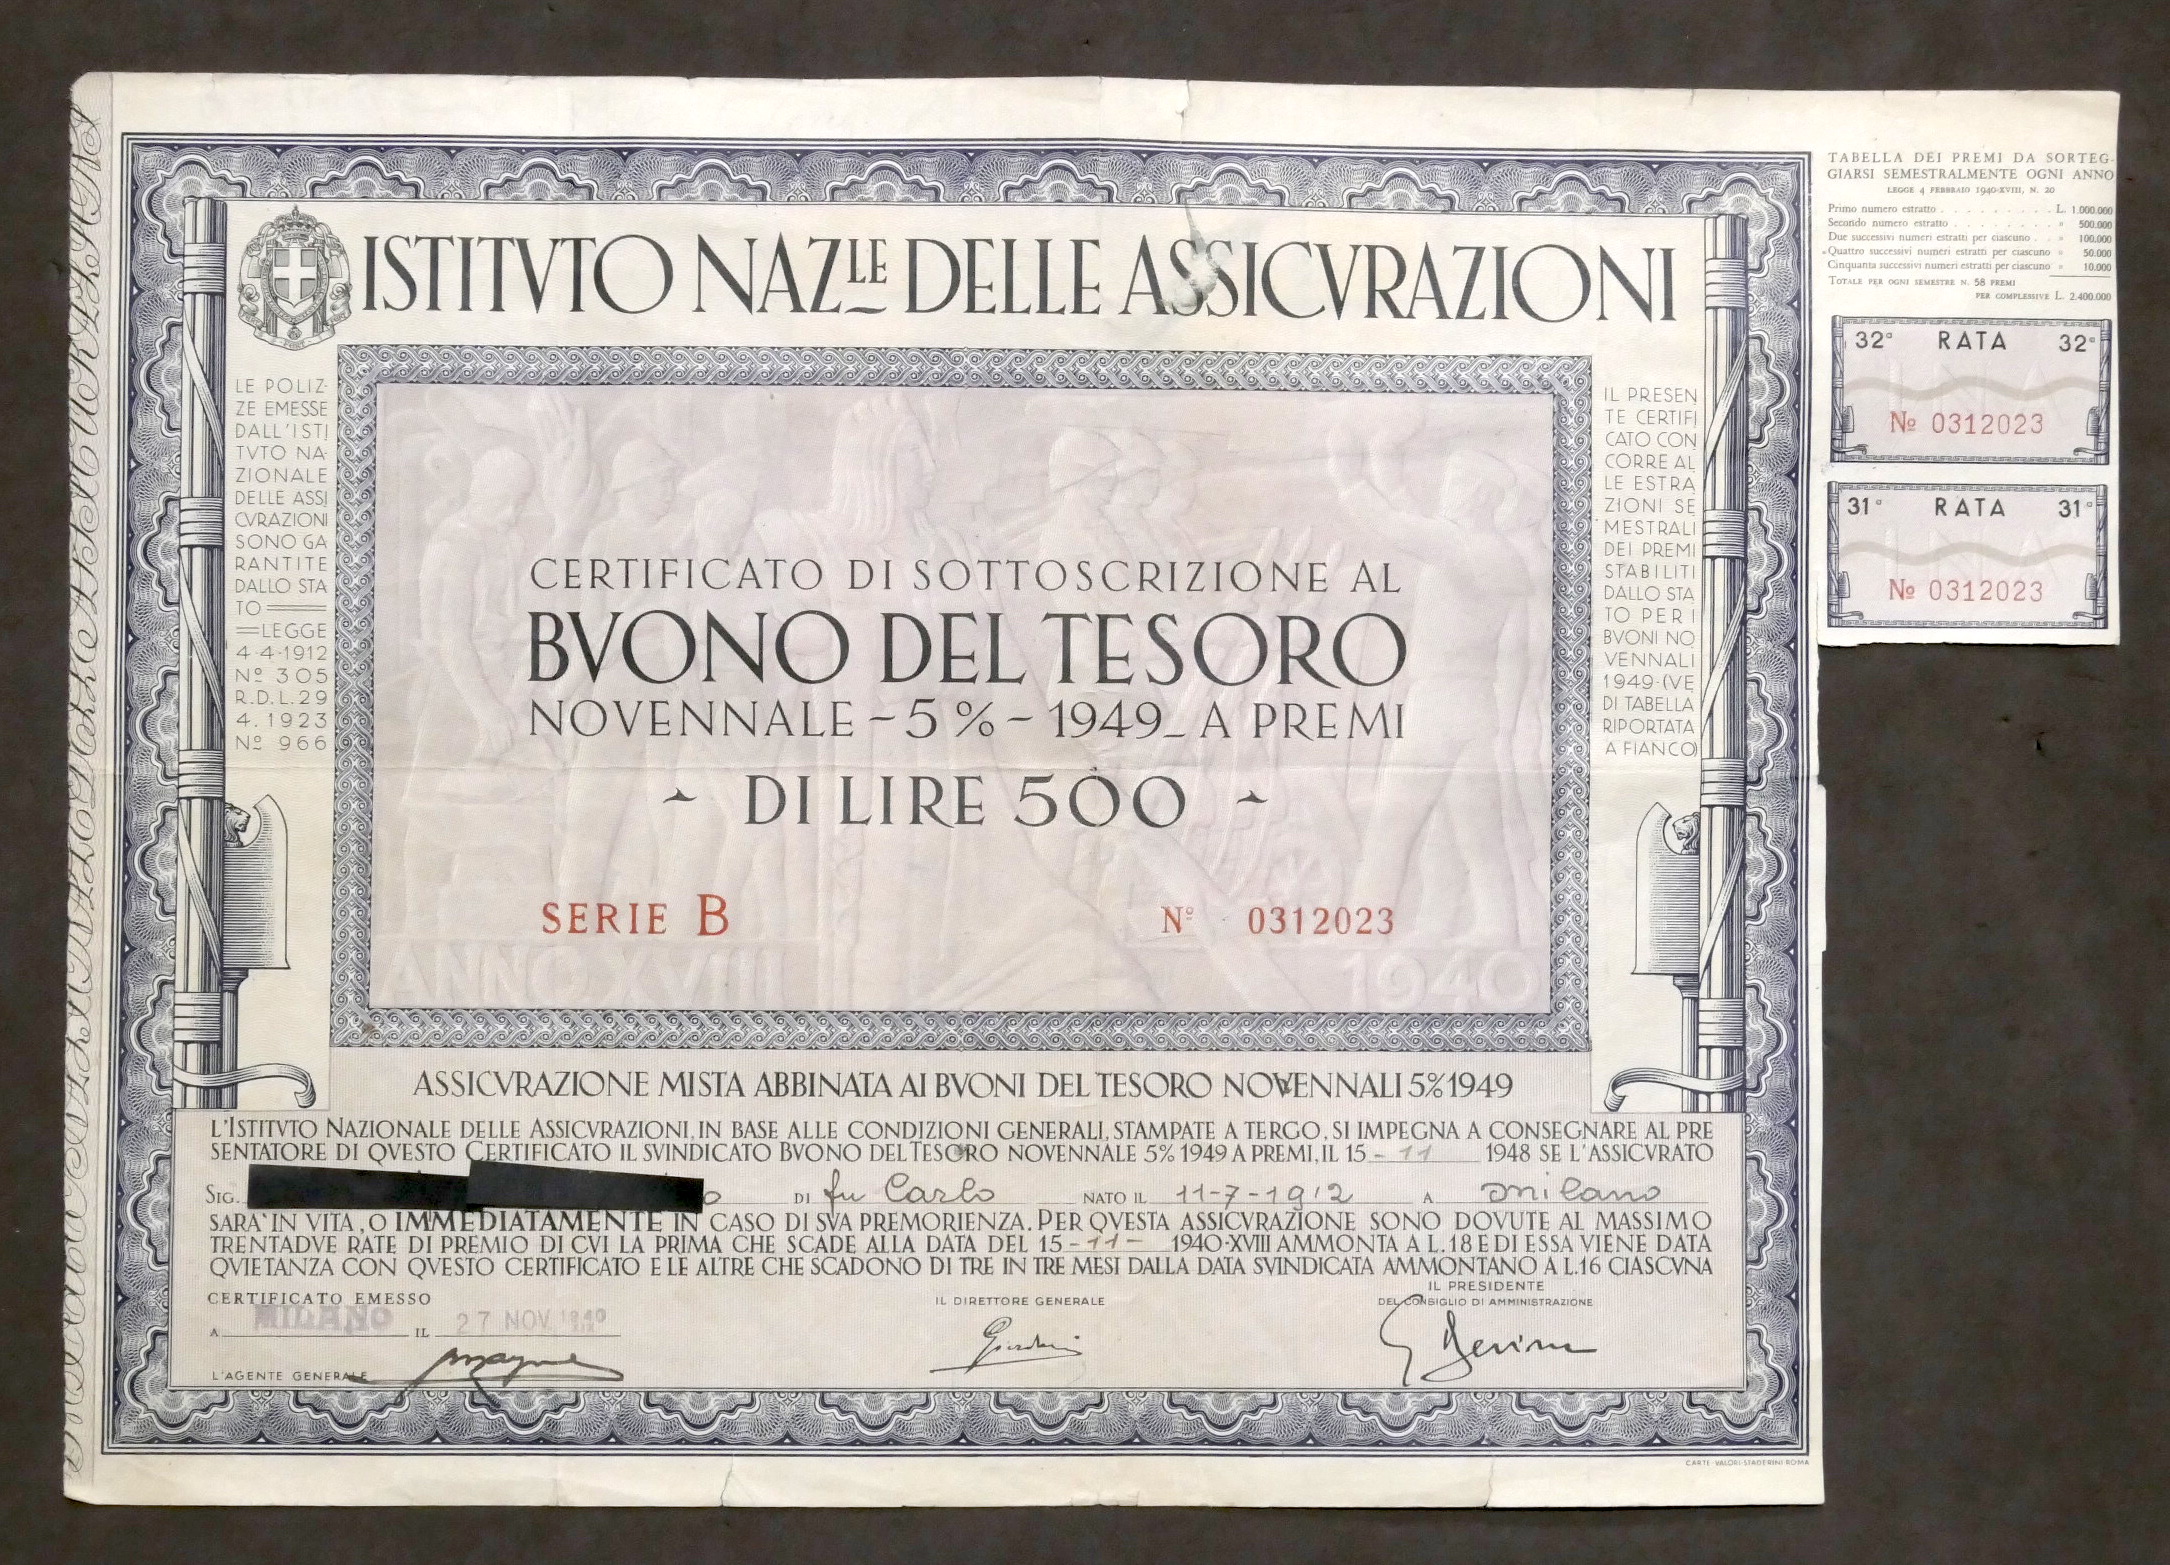 ISTITVTO NAZLE DELLE ASSICVRAZIONI
LE POLIZ-
ZE EMESSE
DALL'ISTI
TVTO NA-
ZIONALE
DELLE ASSI
CVRAZIONI
SONO GA
RANTITE
DALLO STA
TO
LEGGE
4-4-1912
Nº 305
R.D.L. 29
4. 1923
Nº 966
CERTIFICATO DI SOTTOSCRIZIONE AL
BVONO DEL TESORO
NOVENNALE - 5% - 1949 - A PREMI
- DI LIRE 500 -
SERIE B Nº 0312023
ANNO XVIII 1940
IL PRESEN
TE CERTIFI
CATO CON
CORRE AL
LE ESTRA
ZIONI SE
MESTRALI
DEI PREMI
STABILITI
DALLO STA
TO PER I
BVONI NO
VENNALI
1949-(VE
DI TABELLA
RIPORTATA
A FIANCO)
ASSICVRAZIONE MISTA ABBINATA AI BVONI DEL TESORO NOVENNALI 5% 1949
L'ISTITVTO NAZIONALE DELLE ASSICVRAZIONI, IN BASE ALLE CONDIZIONI GENERALI, STAMPATE A TERGO, SI IMPEGNA A CONSEGNARE AL PRE
SENTATORE DI QVESTO CERTIFICATO IL SVINDICATO BVONO DEL TESORO NOVENNALE 5% 1949 A PREMI, IL 15 - 11 1948 SE L'ASSICVRATO
SIG. o DI fu Carlo NATO IL 11-7-1912 A Milano
SARA' IN VITA, O IMMEDIATAMENTE IN CASO DI SVA PREMORIENZA. PER QVESTA ASSICVRAZIONE SONO DOVUTE AL MASSIMO
TRENTADVE RATE DI PREMIO DI CVI LA PRIMA CHE SCADE ALLA DATA DEL 15 - 11 - 1940-XVIII AMMONTA A L. 18 E DI ESSA VIENE DATA
QVIETANZA CON QVESTO CERTIFICATO E LE ALTRE CHE SCADONO DI TRE IN TRE MESI DALLA DATA SVINDICATA AMMONTANO A L. 16 CIASCVNA
CERTIFICATO EMESSO
A MILANO IL 27 NOV. 1940
L'AGENTE GENERALE
IL DIRETTORE GENERALE
IL PRESIDENTE
DEL CONSIGLIO DI AMMINISTRAZIONE
CARTE-VALORI-STADERINI ROMA
TABELLA DEI PREMI DA SORTEG-
GIARSI SEMESTRALMENTE OGNI ANNO
LEGGE 4 FEBBRAIO 1940-XVIII, N. 20
Primo numero estratto . . . . . . . . . L. 1.000.000
Secondo numero estratto . . . . . . . . » 500.000
Due successivi numeri estratti per ciascuno . . » 100.000
Quattro successivi numeri estratti per ciascuno » 50.000
Cinquanta successivi numeri estratti per ciascuno » 10.000
TOTALE PER OGNI SEMESTRE N. 58 PREMI
PER COMPLESSIVE L. 2.400.000
32ª RATA 32ª
Nº 0312023
31ª RATA 31ª
Nº 0312023